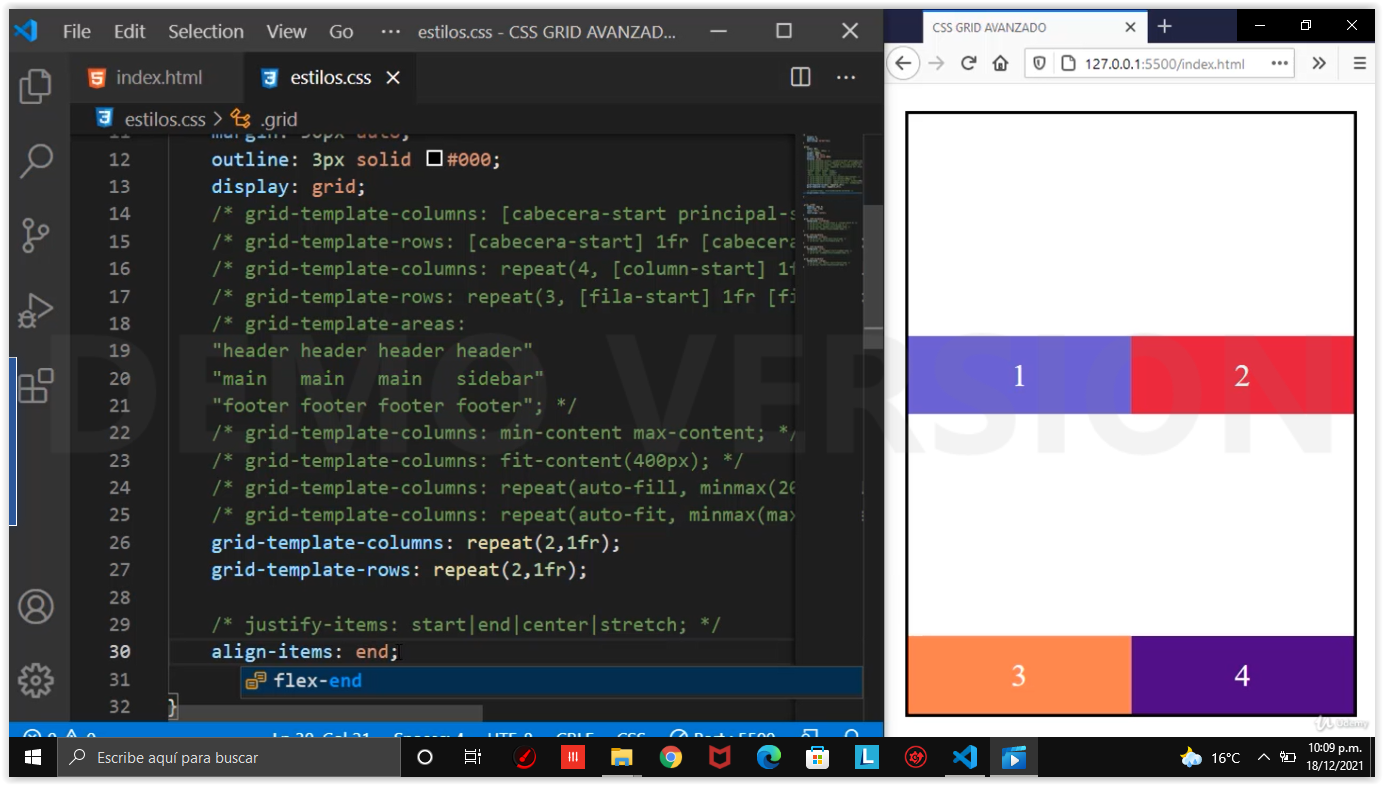 File Edit Selection View Go ··· estilos.css - CSS GRID AVANZAD...
index.html estilos.css
estilos.css > .grid
11 margin: 50px auto;
12 outline: 3px solid #000;
13 display: grid;
14 /* grid-template-columns: [cabecera-start principal-s
15 /* grid-template-rows: [cabecera-start] 1fr [cabecera
16 /* grid-template-columns: repeat(4, [column-start] 1f
17 /* grid-template-rows: repeat(3, [fila-start] 1fr [fi
18 /* grid-template-areas:
19 "header header header header"
20 "main main main sidebar"
21 "footer footer footer footer"; */
22 /* grid-template-columns: min-content max-content; */
23 /* grid-template-columns: fit-content(400px); */
24 /* grid-template-columns: repeat(auto-fill, minmax(20
25 /* grid-template-columns: repeat(auto-fit, minmax(max
26 grid-template-columns: repeat(2,1fr);
27 grid-template-rows: repeat(2,1fr);
28
29 /* justify-items: start|end|center|stretch; */
30 align-items: end;
31 flex-end
32 }
CSS GRID AVANZADO
127.0.0.1:5500/index.html
1 2
3 4
DEMO VERSION
Udemy
Escribe aquí para buscar
16°C
10:09 p.m.
18/12/2021